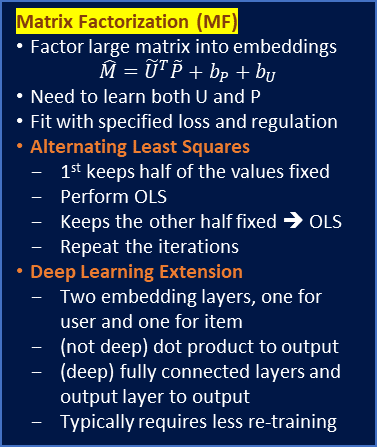 Matrix Factorization (MF)
• Factor large matrix into embeddings
M̂ = ŨᵀP̃ + b_P + b_U
• Need to learn both U and P
• Fit with specified loss and regulation
• Alternating Least Squares
– 1st keeps half of the values fixed
– Perform OLS
– Keeps the other half fixed ➔ OLS
– Repeat the iterations
• Deep Learning Extension
– Two embedding layers, one for
user and one for item
– (not deep) dot product to output
– (deep) fully connected layers and
output layer to output
– Typically requires less re-training